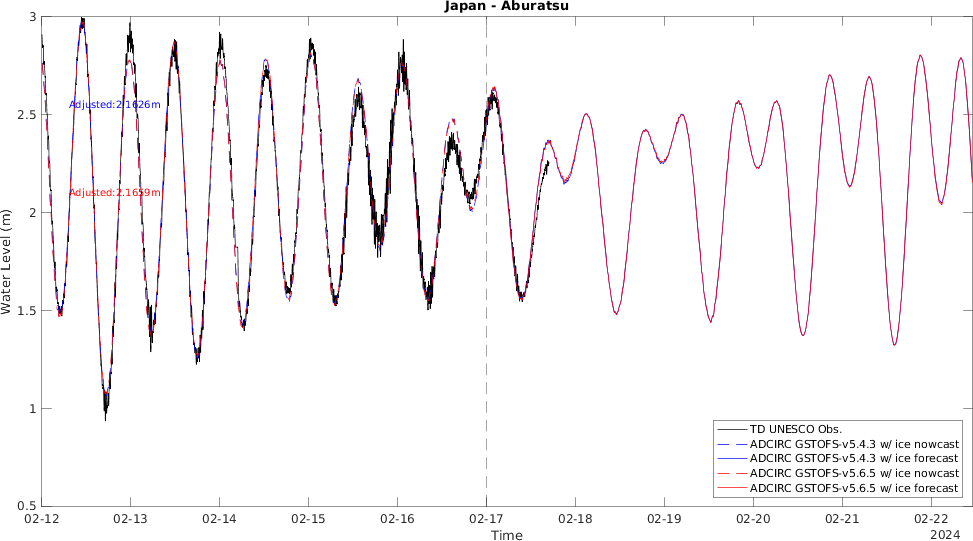 Japan - Aburatsu
3
2.5
2
1.5
1
0.5
Water Level (m)
Adjusted:2.1626m
Adjusted:2.1659m
TD UNESCO Obs.
ADCIRC GSTOFS-v5.4.3 w/ ice nowcast
ADCIRC GSTOFS-v5.4.3 w/ ice forecast
ADCIRC GSTOFS-v5.6.5 w/ ice nowcast
ADCIRC GSTOFS-v5.6.5 w/ ice forecast
02-12 02-13 02-14 02-15 02-16 02-17 02-18 02-19 02-20 02-21 02-22
Time
2024